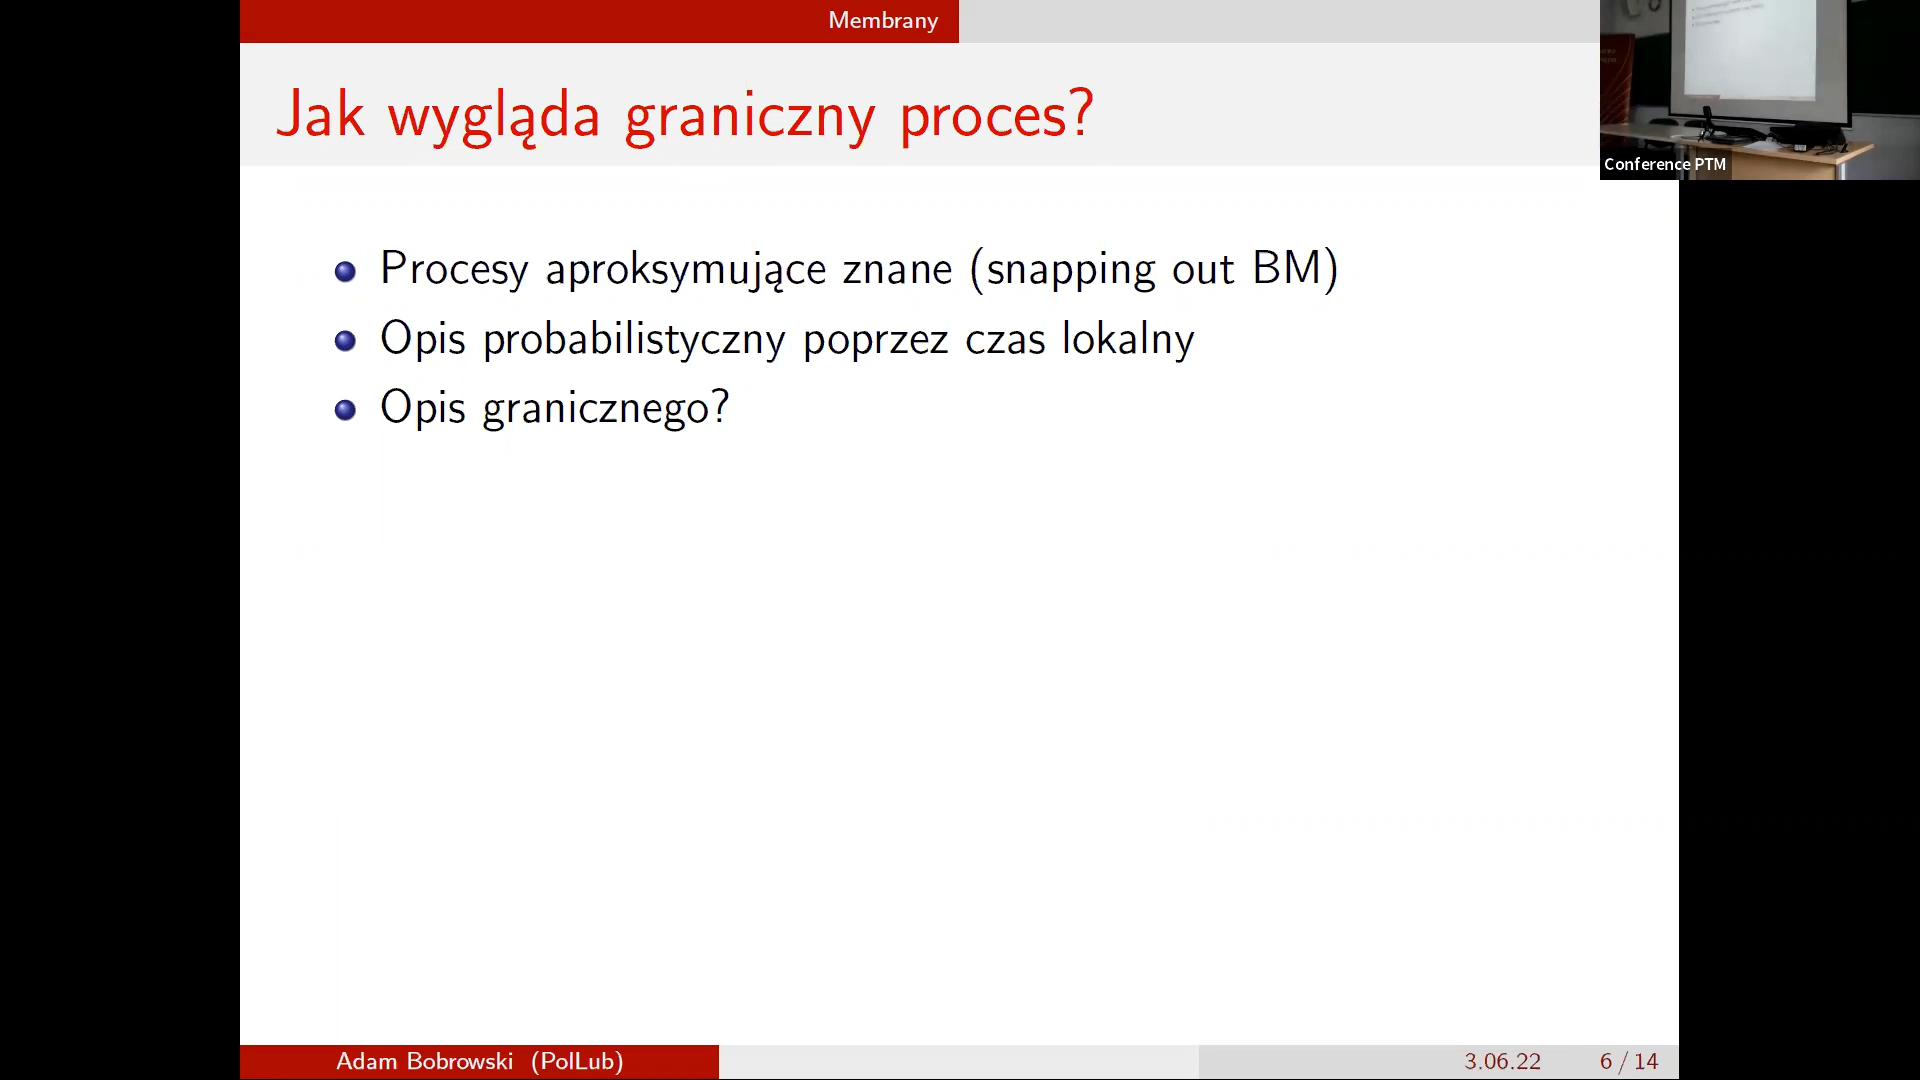 Membrany
Jak wygląda graniczny proces?
Procesy aproksymujące znane (snapping out BM)
Opis probabilistyczny poprzez czas lokalny
Opis granicznego?
Conference PTM
Adam Bobrowski (PolLub)
3.06.22
6 / 14